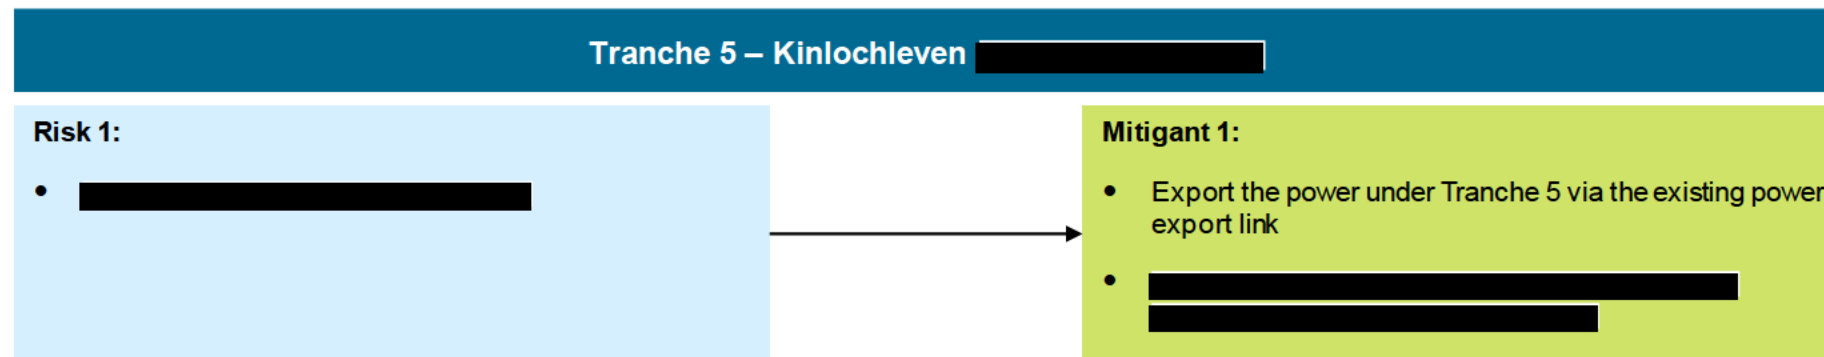 Tranche 5 – Kinlochleven
Risk 1:
Mitigant 1:
• Export the power under Tranche 5 via the existing power
export link